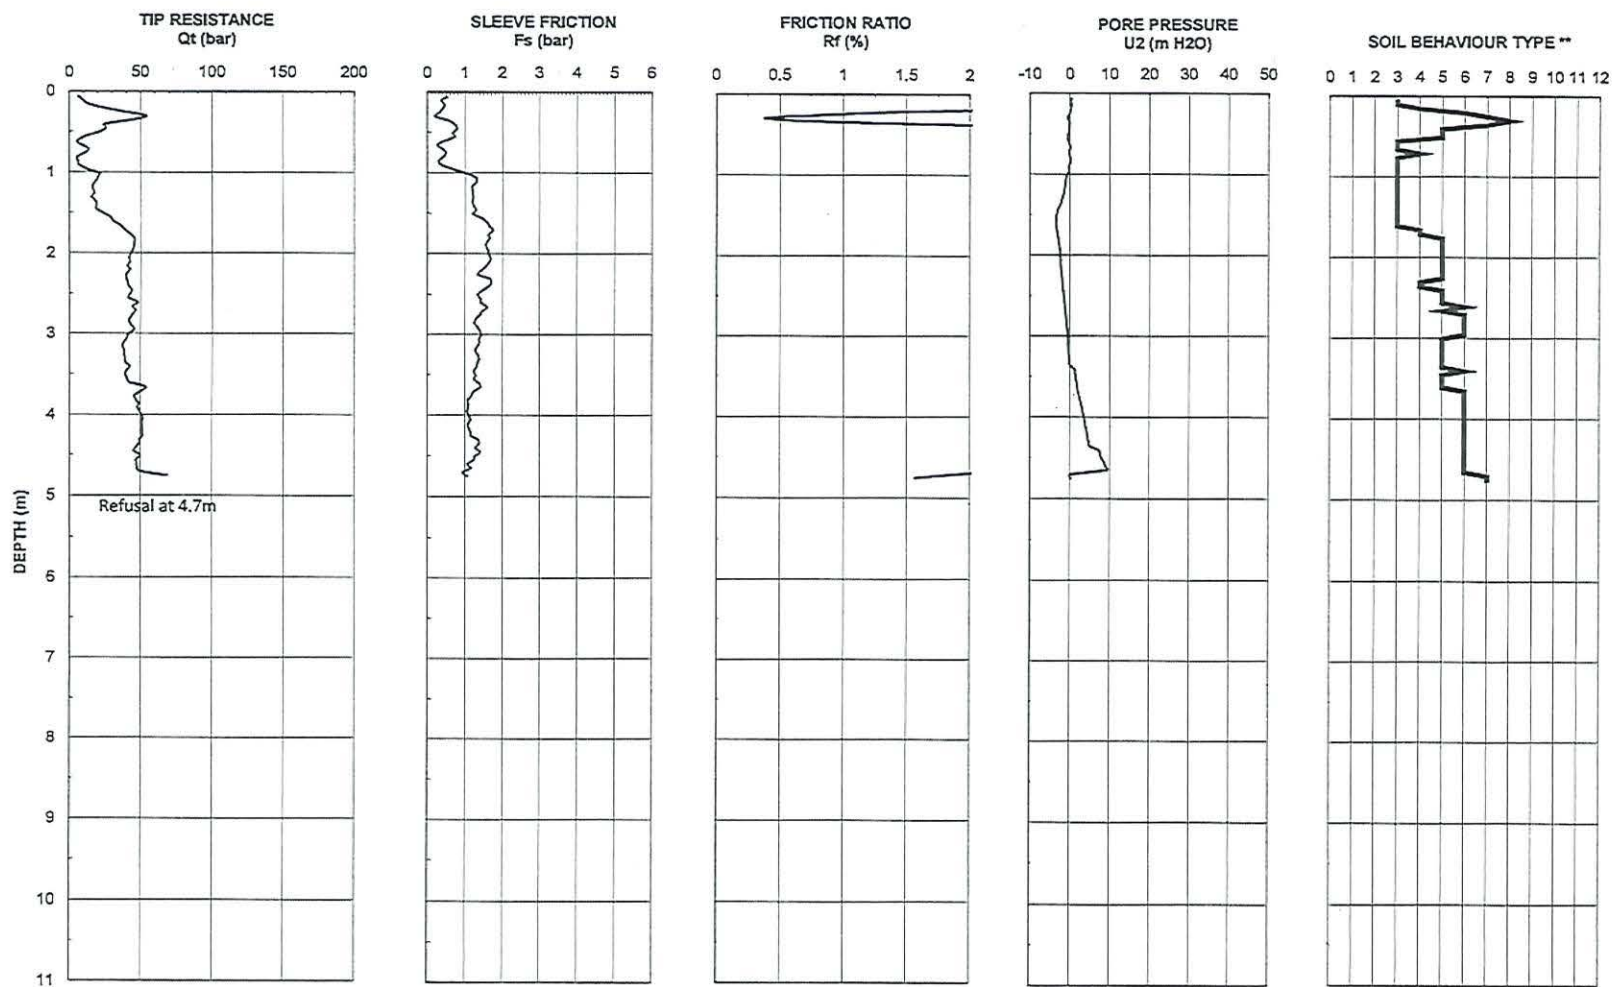 TIP RESISTANCE
Qt (bar)
0 50 100 150 200
SLEEVE FRICTION
Fs (bar)
0 1 2 3 4 5 6
FRICTION RATIO
Rf (%)
0 0.5 1 1.5 2
PORE PRESSURE
U2 (m H2O)
-10 0 10 20 30 40 50
SOIL BEHAVIOUR TYPE **
0 1 2 3 4 5 6 7 8 9 10 11 12
DEPTH (m)
0
1
2
3
4
5
6
7
8
9
10
11
Refusal at 4.7m